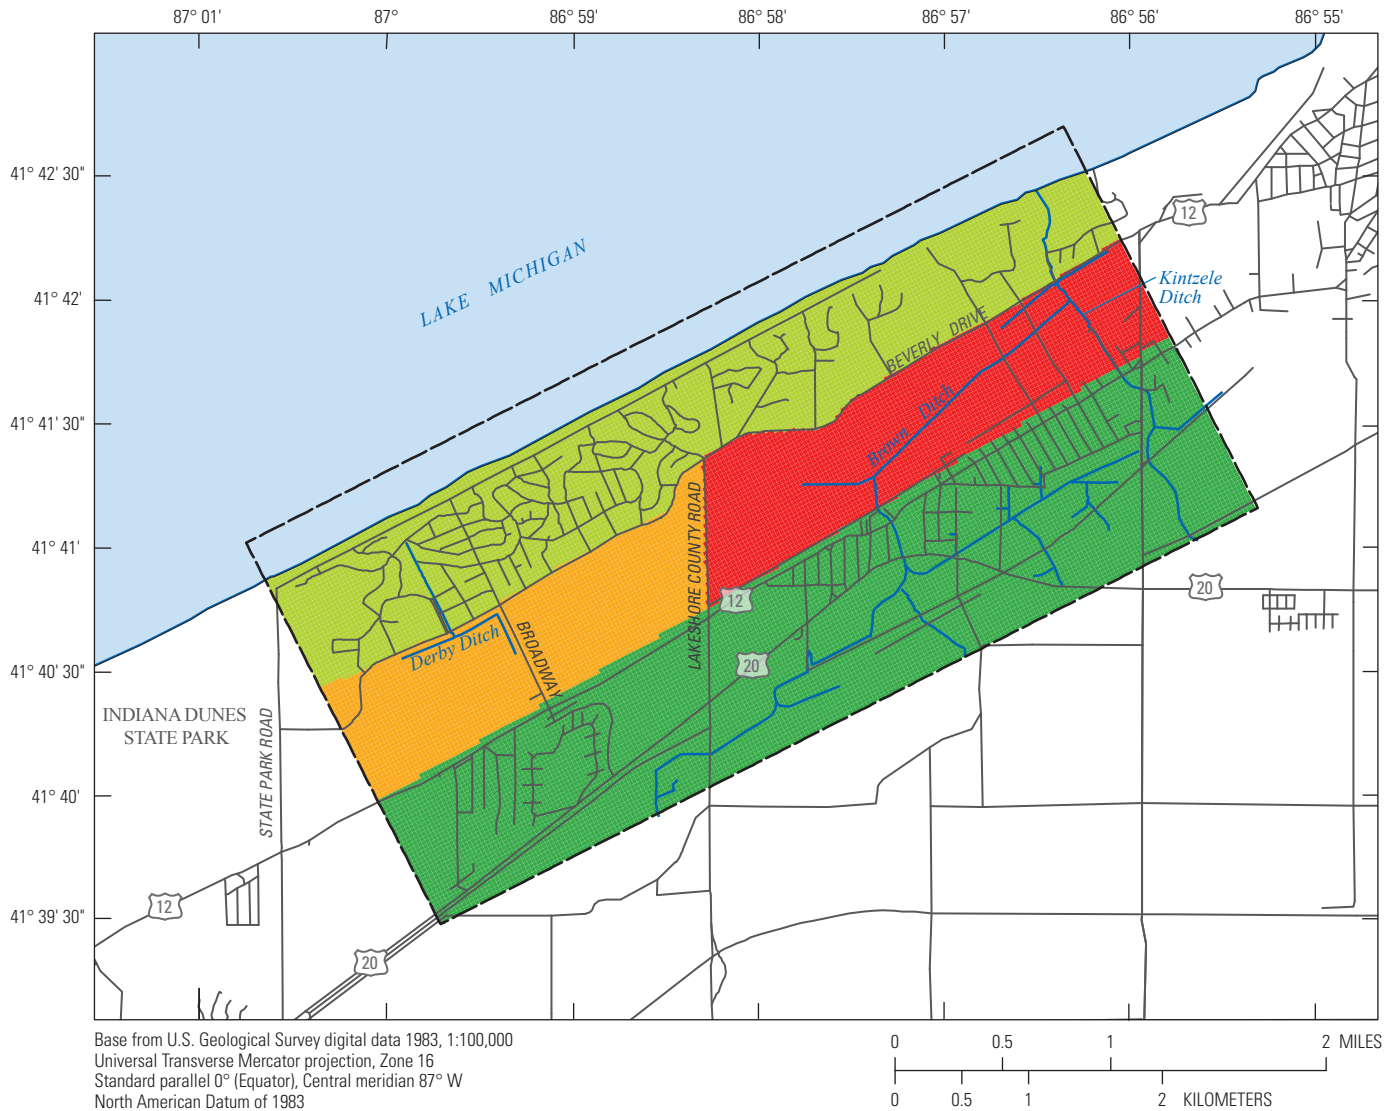 87° 01'
87°
86° 59'
86° 58'
86° 57'
86° 56'
86° 55'
41° 42' 30"
41° 42'
41° 41' 30"
41° 41'
41° 40' 30"
41° 40'
41° 39' 30"
LAKE MICHIGAN
12
Kintzele
Ditch
BEVERLY DRIVE
Brown Ditch
LAKESHORE COUNTY ROAD
12
20
20
Derby Ditch
BROADWAY
INDIANA DUNES
STATE PARK
STATE PARK ROAD
12
20
Base from U.S. Geological Survey digital data 1983, 1:100,000
Universal Transverse Mercator projection, Zone 16
Standard parallel 0° (Equator), Central meridian 87° W
North American Datum of 1983
0 0.5 1 2 MILES
0 0.5 1 2 KILOMETERS